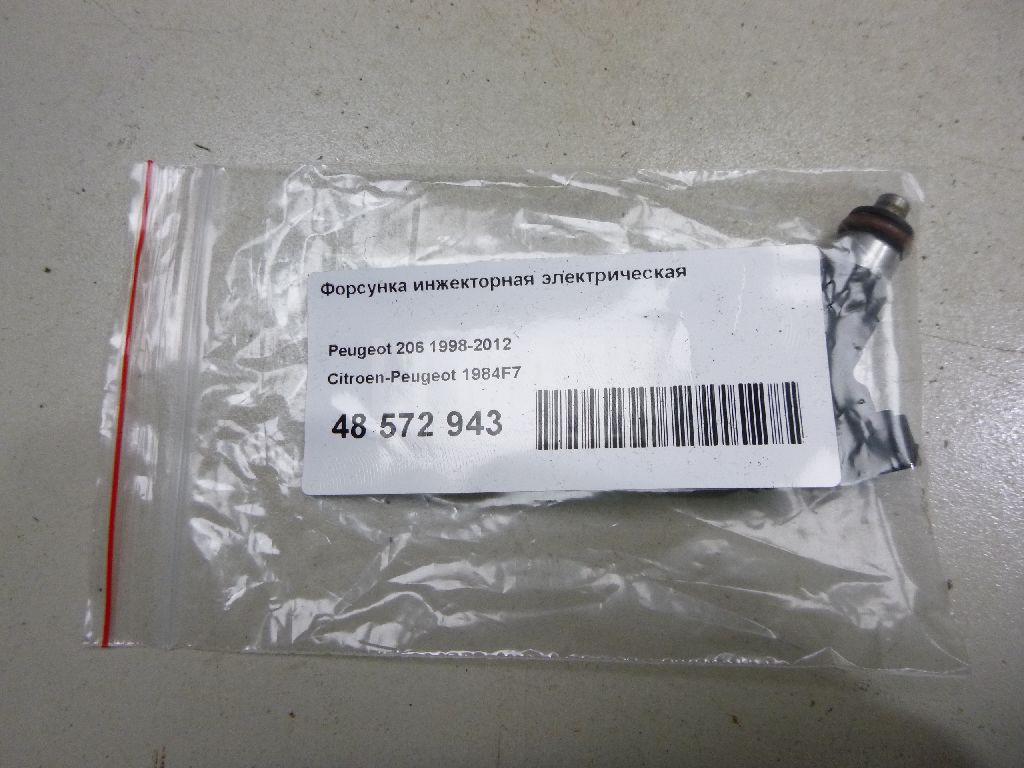 Форсунка инжекторная электрическая
Peugeot 206 1998-2012
Citroen-Peugeot 1984F7
48 572 943